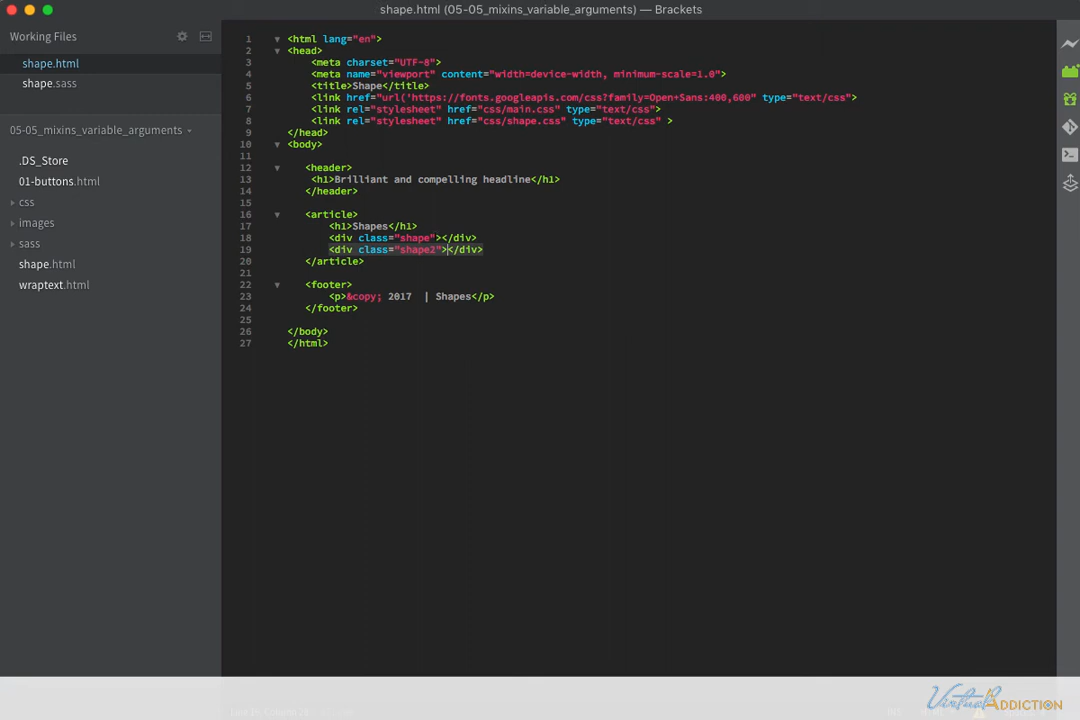 shape.html (05-05_mixins_variable_arguments) — Brackets
Working Files
shape.html
shape.sass
05-05_mixins_variable_arguments
.DS_Store
01-buttons.html
css
images
sass
shape.html
wraptext.html
1 <html lang="en">
2 <head>
3 <meta charset="UTF-8">
4 <meta name="viewport" content="width=device-width, minimum-scale=1.0">
5 <title>Shape</title>
6 <link href="url('https://fonts.googleapis.com/css?family=Open+Sans:400,600" type="text/css">
7 <link rel="stylesheet" href="css/main.css" type="text/css">
8 <link rel="stylesheet" href="css/shape.css" type="text/css" >
9 </head>
10 <body>
11
12 <header>
13 <h1>Brilliant and compelling headline</h1>
14 </header>
15
16 <article>
17 <h1>Shapes</h1>
18 <div class="shape"></div>
19 <div class="shape2"></div>
20 </article>
21
22 <footer>
23 <p>&copy; 2017 | Shapes</p>
24 </footer>
25
26 </body>
27 </html>
Virtual ADDICTION